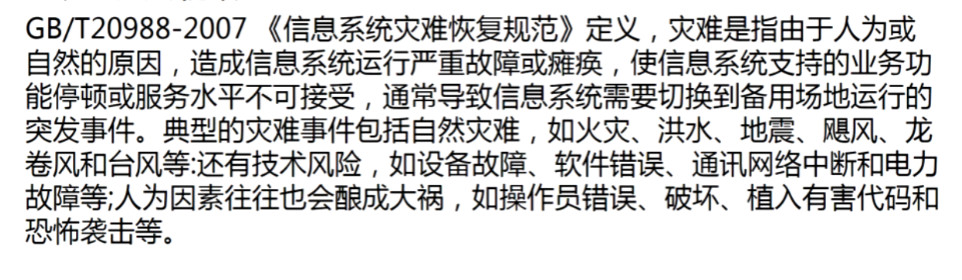 GB/T20988-2007 《信息系统灾难恢复规范》定义，灾难是指由于人为或
自然的原因，造成信息系统运行严重故障或瘫痪，使信息系统支持的业务功
能停顿或服务水平不可接受，通常导致信息系统需要切换到备用场地运行的
突发事件。典型的灾难事件包括自然灾难，如火灾、洪水、地震、飓风、龙
卷风和台风等:还有技术风险，如设备故障、软件错误、通讯网络中断和电力
故障等;人为因素往往也会酿成大祸，如操作员错误、破坏、植入有害代码和
恐怖袭击等。